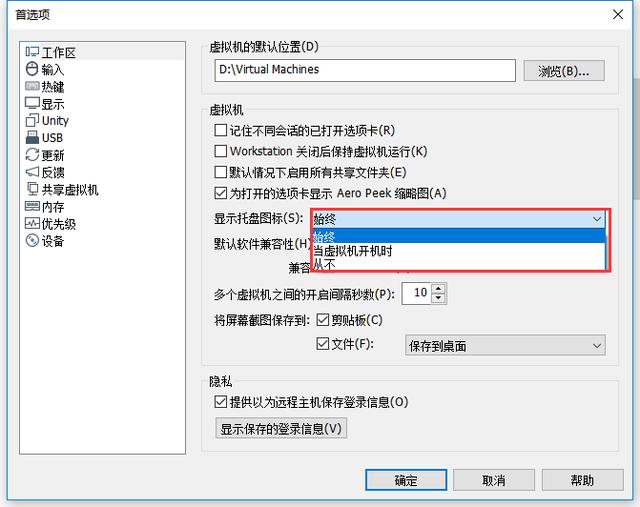 首选项
工作区
输入
热键
显示
Unity
USB
更新
反馈
共享虚拟机
内存
优先级
设备
虚拟机的默认位置(D)
D:\Virtual Machines
浏览(B)...
虚拟机
记住不同会话的已打开选项卡(R)
Workstation 关闭后保持虚拟机运行(K)
默认情况下启用所有共享文件夹(E)
为打开的选项卡显示 Aero Peek 缩略图(A)
显示托盘图标(S): 始终
始终
默认软件兼容性(H)
当虚拟机开机时
兼容
从不
多个虚拟机之间的开启间隔秒数(P): 10
将屏幕截图保存到: 剪贴板(C)
文件(F): 保存到桌面
隐私
提供以为远程主机保存登录信息(O)
显示保存的登录信息(V)
确定 取消 帮助